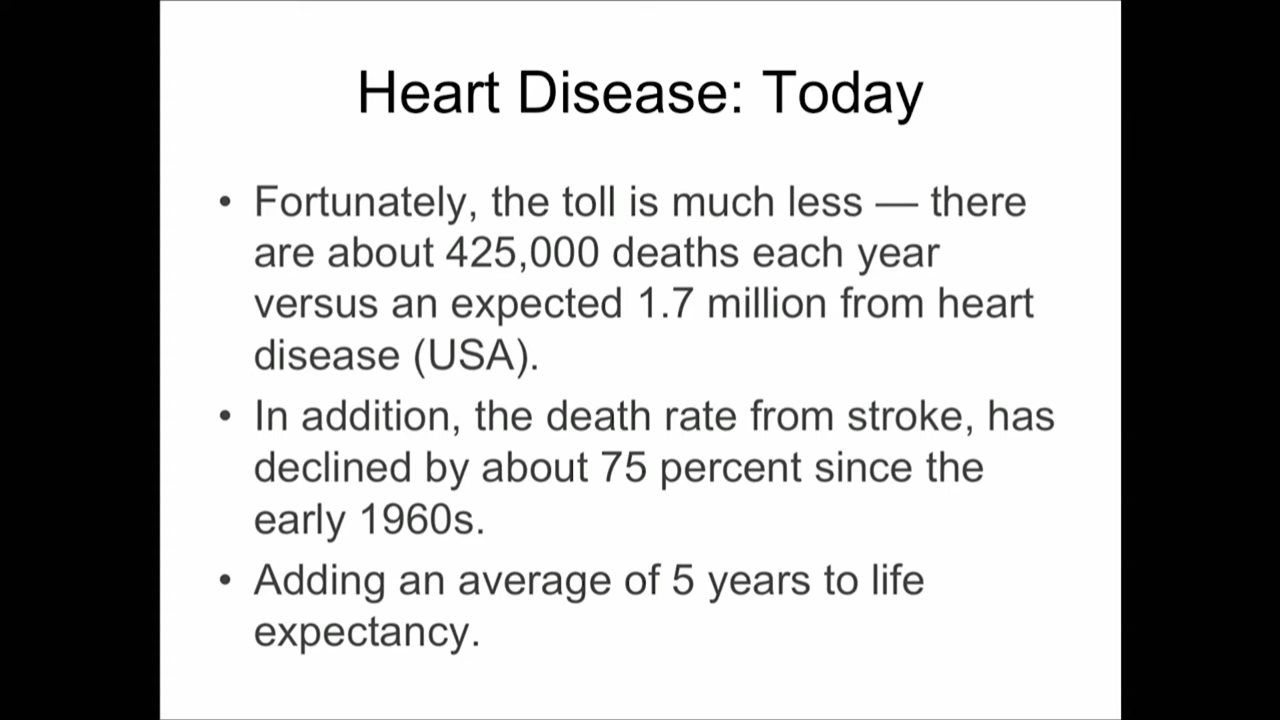 Heart Disease: Today
• Fortunately, the toll is much less — there
are about 425,000 deaths each year
versus an expected 1.7 million from heart
disease (USA).
• In addition, the death rate from stroke, has
declined by about 75 percent since the
early 1960s.
• Adding an average of 5 years to life
expectancy.